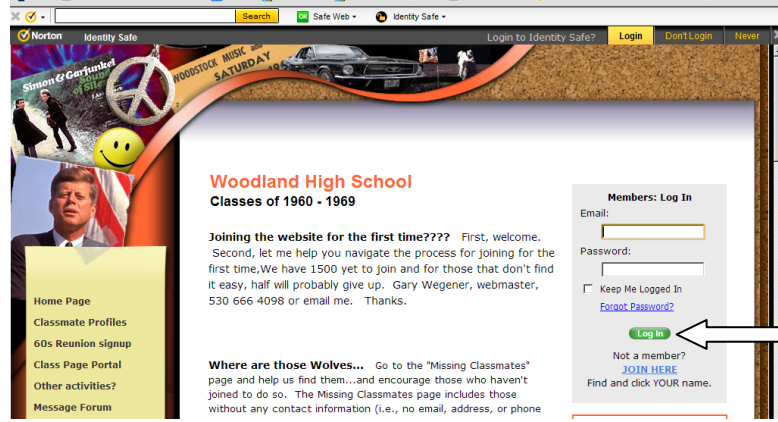 Search
OK Safe Web
Identity Safe
Norton Identity Safe
Login to Identity Safe? Login Don't Login Never
Simon & Garfunkel
Sound
of Sile
WOODSTOCK MUSIC and
SATURDAY
Woodland High School
Classes of 1960 - 1969
Joining the website for the first time???? First, welcome.
Second, let me help you navigate the process for joining for the
first time,We have 1500 yet to join and for those that don't find
it easy, half will probably give up. Gary Wegener, webmaster,
530 666 4098 or email me. Thanks.
Where are those Wolves... Go to the "Missing Classmates"
page and help us find them...and encourage those who haven't
joined to do so. The Missing Classmates page includes those
without any contact information (i.e., no email, address, or phone
Home Page
Classmate Profiles
60s Reunion signup
Class Page Portal
Other activities?
Message Forum
Members: Log In
Email:
Password:
Keep Me Logged In
Forgot Password?
Log In
Not a member?
JOIN HERE
Find and click YOUR name.